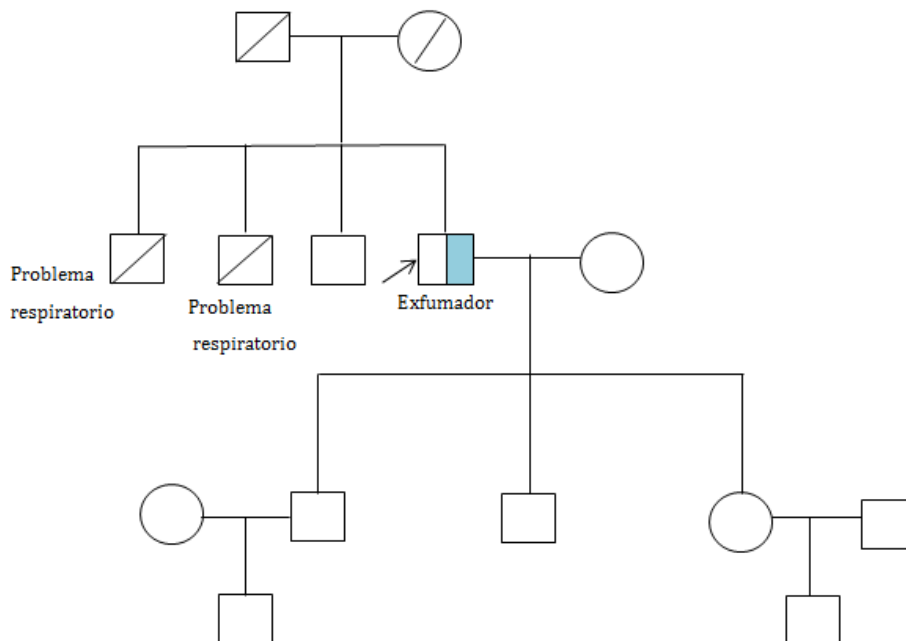 Problema
respiratorio
Problema
respiratorio
Exfumador